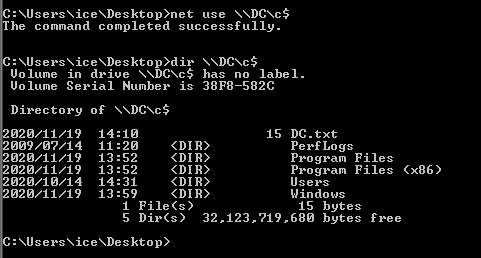 C:\Users\ice\Desktop>net use \\DC\c$
The command completed successfully.
C:\Users\ice\Desktop>dir \\DC\c$
Volume in drive \\DC\c$ has no label.
Volume Serial Number is 38F8-582C
Directory of \\DC\c$
2020/11/19  14:10                15 DC.txt
2009/07/14  11:20    <DIR>          PerfLogs
2020/11/19  13:52    <DIR>          Program Files
2020/11/19  13:52    <DIR>          Program Files (x86)
2020/10/14  14:31    <DIR>          Users
2020/11/19  13:59    <DIR>          Windows
1 File(s)             15 bytes
5 Dir(s)  32,123,719,680 bytes free
C:\Users\ice\Desktop>